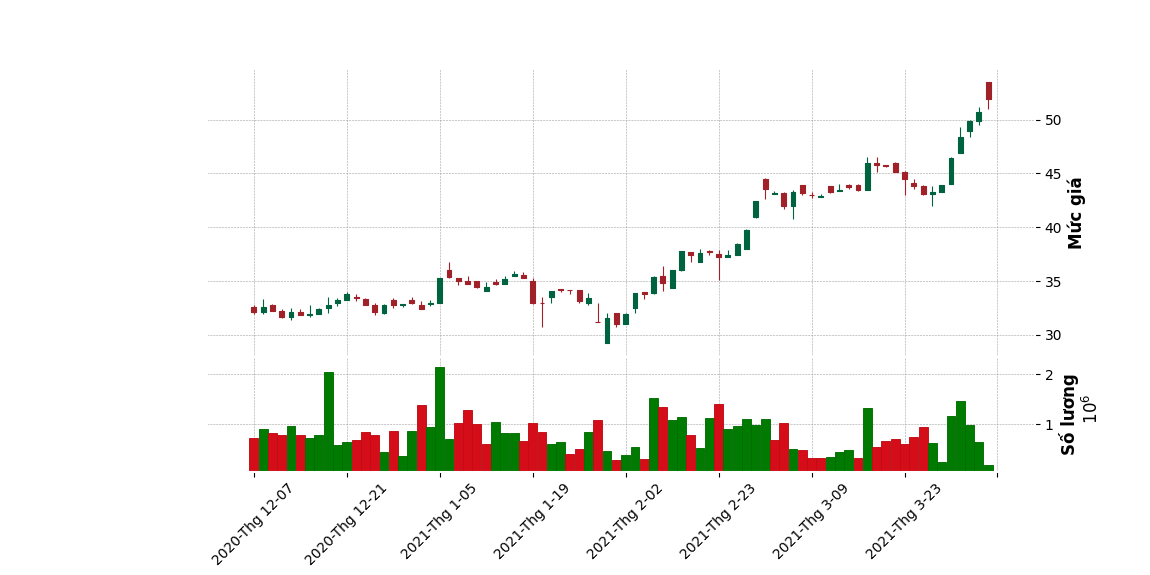 50
45
40
35
30
Mức giá
2
1
Số lượng
10^6
2020-Thg 12-07
2020-Thg 12-21
2021-Thg 1-05
2021-Thg 1-19
2021-Thg 2-02
2021-Thg 2-23
2021-Thg 3-09
2021-Thg 3-23